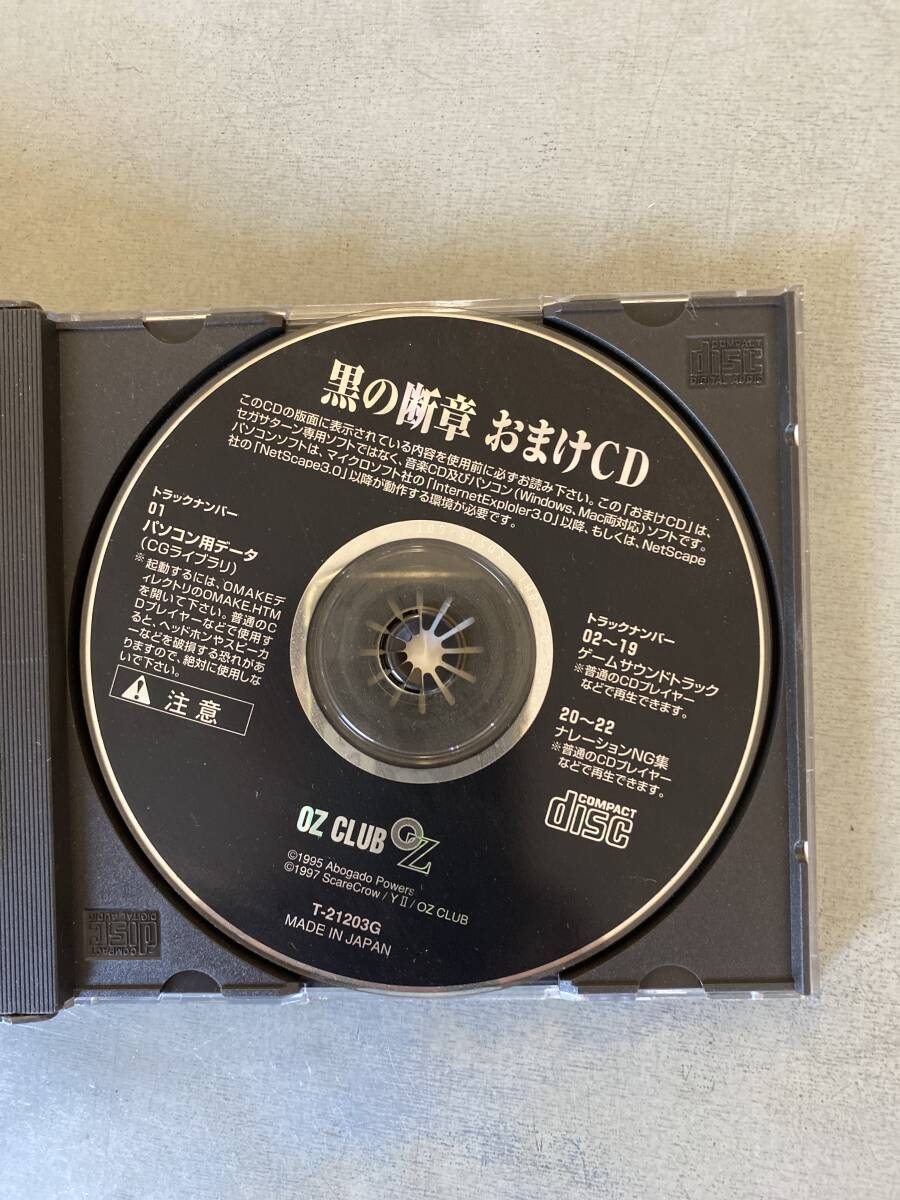 黒の断章 おまけCD
このCDの版面に表示されている内容を使用前に必ずお読み下さい。この「おまけCD」は、
セガサターン専用ソフトではなく、音楽CD及びパソコン(Windows、Mac両対応)ソフトです。
パソコンソフトは、マイクロソフト社の「InternetExploler3.0」以降、もしくは、NetScape
社の「NetScape3.0」以降が動作する環境が必要です。
トラックナンバー
01
パソコン用データ
(CGライブラリ)
※起動するには、OMAKEデ
ィレクトリのOMAKE.HTM
を開いて下さい。普通のC
Dプレイヤーなどで使用す
ると、ヘッドホンやスピーカ
ーなどを破損する恐れがあ
りますので、絶対に使用しな
いで下さい。
注意
トラックナンバー
02〜19
ゲームサウンドトラック
※普通のCDプレイヤー
などで再生できます。
20〜22
ナレーションNG集
※普通のCDプレイヤー
などで再生できます。
COMPACT
disc
OZ CLUB OZ
©1995 Abogado Powers
©1997 ScareCrow / Y II / OZ CLUB
T-21203G
MADE IN JAPAN
COMPACT
disc
DIGITAL AUDIO
COMPACT
disc
DIGITAL AUDIO